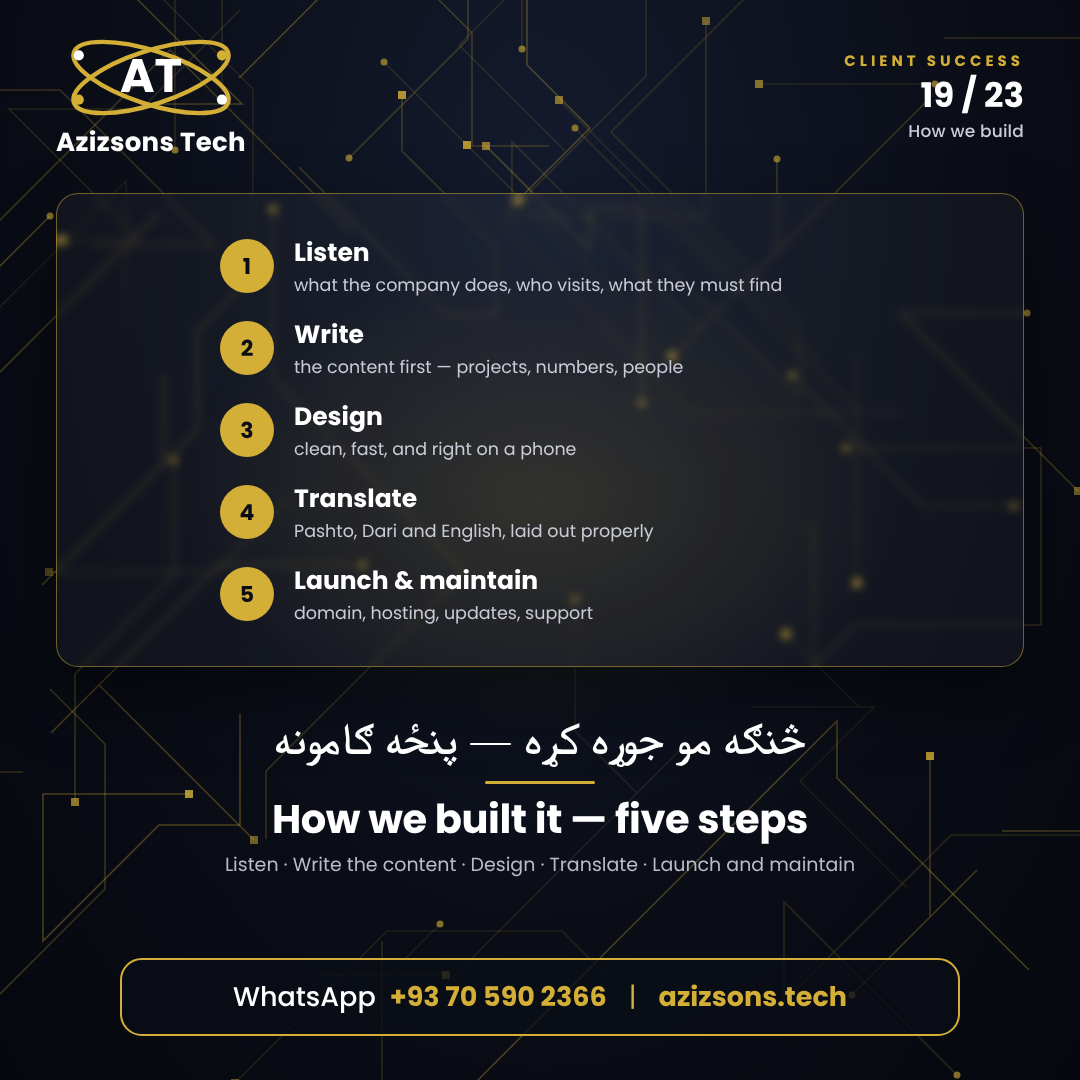 AT
Azizsons Tech
CLIENT SUCCESS
19 / 23
How we build
1
Listen
what the company does, who visits, what they must find
2
Write
the content first — projects, numbers, people
3
Design
clean, fast, and right on a phone
4
Translate
Pashto, Dari and English, laid out properly
5
Launch & maintain
domain, hosting, updates, support
څنګه مو جوړه کړه — پنځه ګامونه
How we built it — five steps
Listen · Write the content · Design · Translate · Launch and maintain
WhatsApp +93 70 590 2366 | azizsons.tech